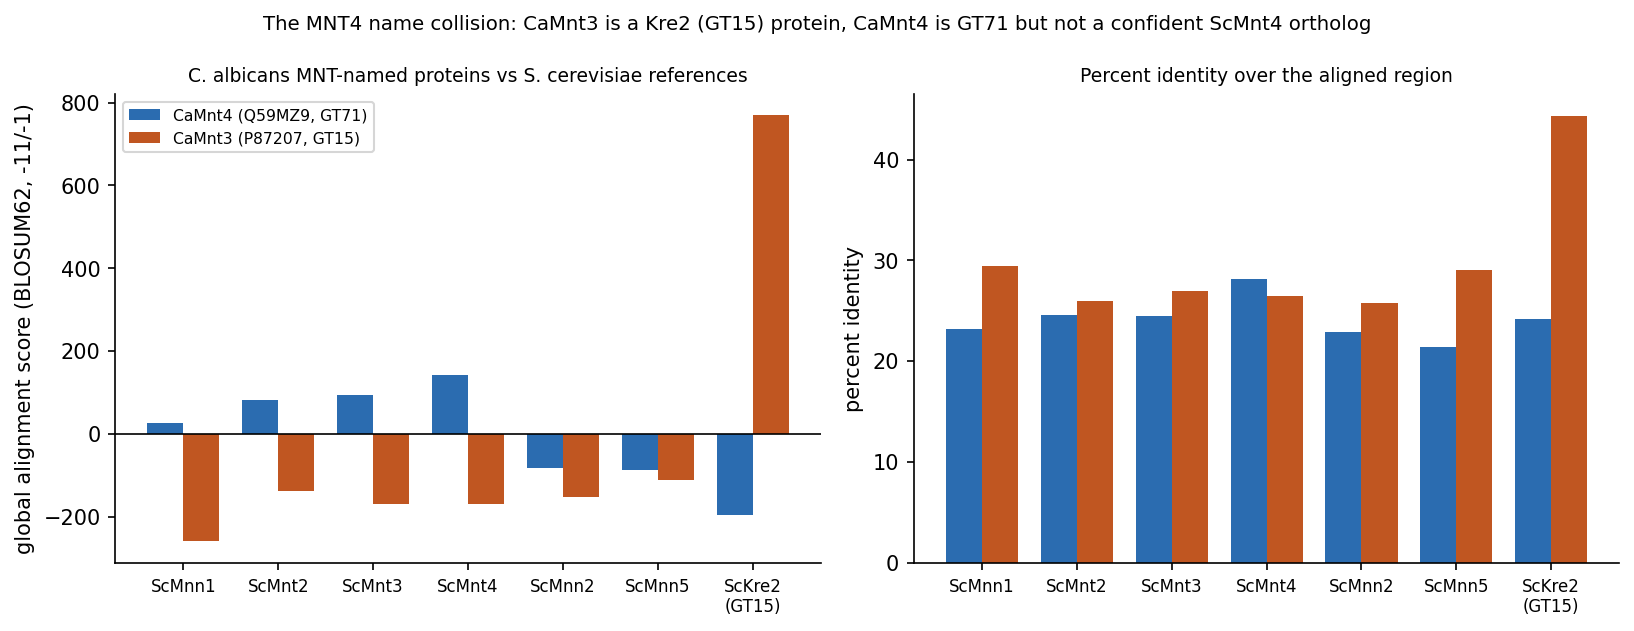 The MNT4 name collision: CaMnt3 is a Kre2 (GT15) protein, CaMnt4 is GT71 but not a confident ScMnt4 ortholog
C. albicans MNT-named proteins vs S. cerevisiae references
global alignment score (BLOSUM62, -11/-1)
800
600
400
200
0
−200
CaMnt4 (Q59MZ9, GT71)
CaMnt3 (P87207, GT15)
ScMnn1
ScMnt2
ScMnt3
ScMnt4
ScMnn2
ScMnn5
ScKre2
(GT15)
Percent identity over the aligned region
percent identity
40
30
20
10
0
ScMnn1
ScMnt2
ScMnt3
ScMnt4
ScMnn2
ScMnn5
ScKre2
(GT15)